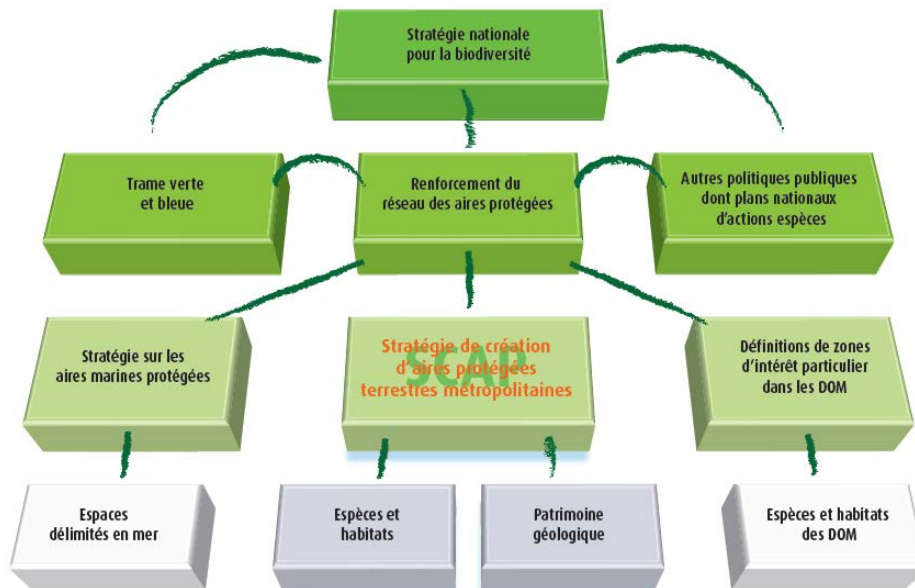 Stratégie nationale
pour la biodiversité
Trame verte
et bleue
Renforcement du
réseau des aires protégées
Autres politiques publiques
dont plans nationaux
d'actions espèces
Stratégie sur les
aires marines protégées
SCAP
Stratégie de création
d'aires protégées
terrestres métropolitaines
Définitions de zones
d'intérêt particulier
dans les DOM
Espaces
délimités en mer
Espèces et
habitats
Patrimoine
géologique
Espèces et habitats
des DOM